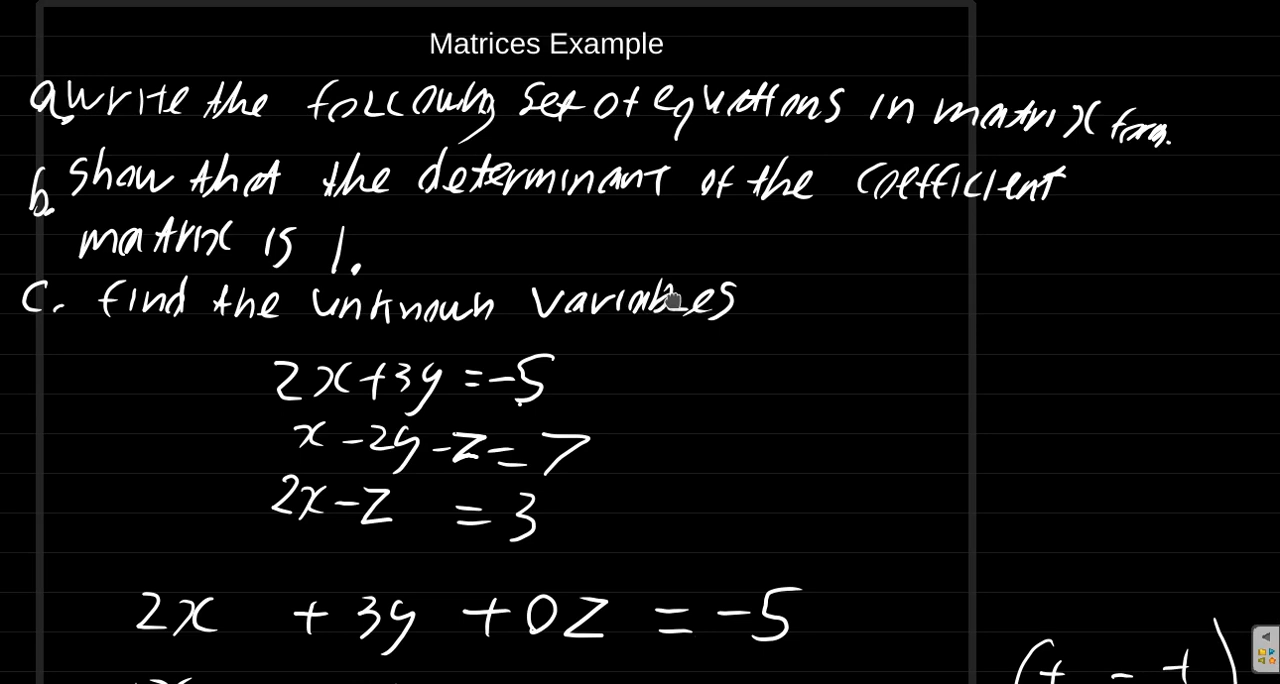 Matrices Example
a. Write the following set of equations in matrix form.
b. Show that the determinant of the coefficient
matrix is 1.
C. find the unknown variables
2x+3y=-5
x-2y-z=7
2x-z = 3
2x + 3y + 0z = -5
(+ - +)